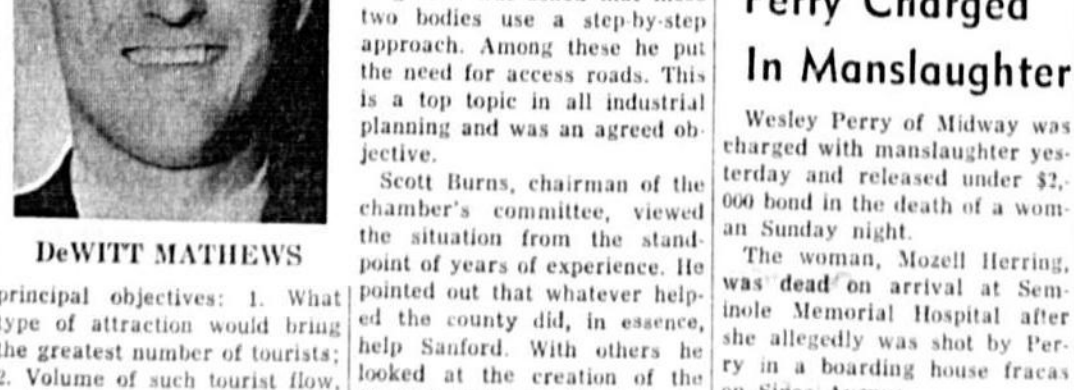 DeWITT MATHEWS
principal objectives: 1. What
type of attraction would bring
the greatest number of tourists;
2. Volume of such tourist flow,
two bodies use a step-by-step
approach. Among these he put
the need for access roads. This
is a top topic in all industrial
planning and was an agreed ob-
jective.
Scott Burns, chairman of the
chamber's committee, viewed
the situation from the stand-
point of years of experience. He
pointed out that whatever help-
ed the county did, in essence,
help Sanford. With others he
looked at the creation of the
Perry Charged
In Manslaughter
Wesley Perry of Midway was
charged with manslaughter yes-
terday and released under $2,-
000 bond in the death of a wom-
an Sunday night.
The woman, Mozell Herring,
was dead on arrival at Sem-
inole Memorial Hospital after
she allegedly was shot by Per-
ry in a boarding house fracas